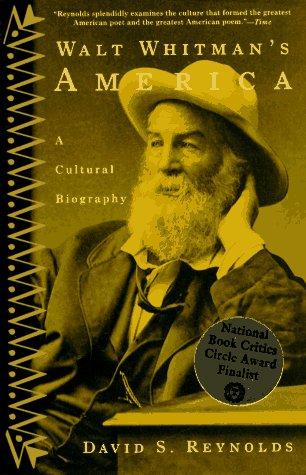 "Reynolds splendidly examines the culture that formed the greatest
American poet and the greatest American poem."—Time
WALT WHITMAN'S
AMERICA
A
Cultural
Biography
National
Book Critics
Circle Award
Finalist
DAVID S. REYNOLDS